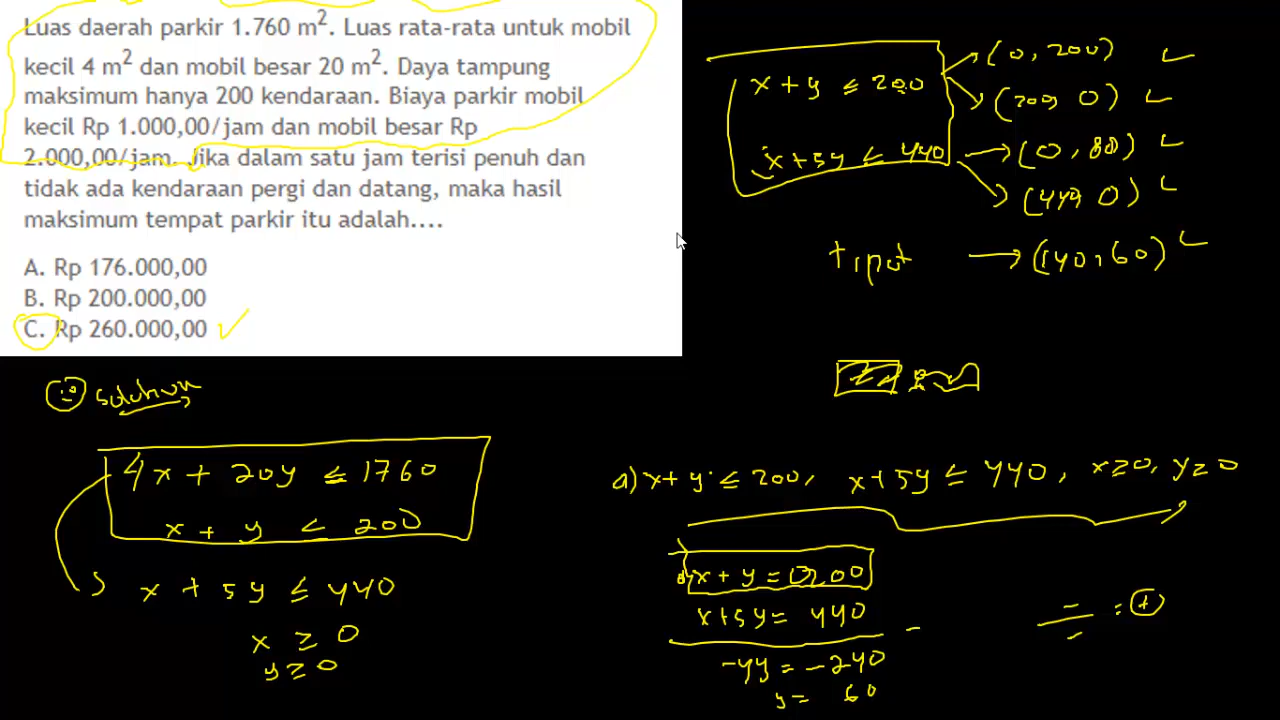 Luas daerah parkir 1.760 m². Luas rata-rata untuk mobil
kecil 4 m² dan mobil besar 20 m². Daya tampung
maksimum hanya 200 kendaraan. Biaya parkir mobil
kecil Rp 1.000,00/jam dan mobil besar Rp
2.000,00/jam. Jika dalam satu jam terisi penuh dan
tidak ada kendaraan pergi dan datang, maka hasil
maksimum tempat parkir itu adalah....
A. Rp 176.000,00
B. Rp 200.000,00
C. Rp 260.000,00
x + y ≤ 200
x + 5y ≤ 440
(0, 200)
(200, 0)
(0, 88)
(440, 0)
(140, 60)
4x + 20y ≤ 1760
x + y ≤ 200
x + 5y ≤ 440
x ≥ 0
y ≥ 0
a) x + y ≤ 200, x + 5y ≤ 440, x ≥ 0, y ≥ 0
x + y = 200
x + 5y = 440
-4y = -240
y = 60